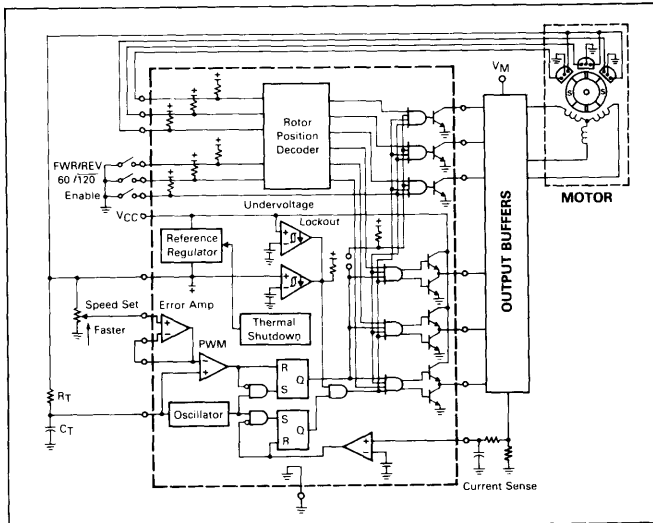 VM
MOTOR
S
S
Rotor
Position
Decoder
FWR/REV
60/120
Enable
VCC
Undervoltage
Lockout
Reference
Regulator
Speed Set
Error Amp
Faster
Thermal
Shutdown
PWM
R
Q
S
RT
Oscillator
S
Q
R
CT
Current Sense
OUTPUT BUFFERS